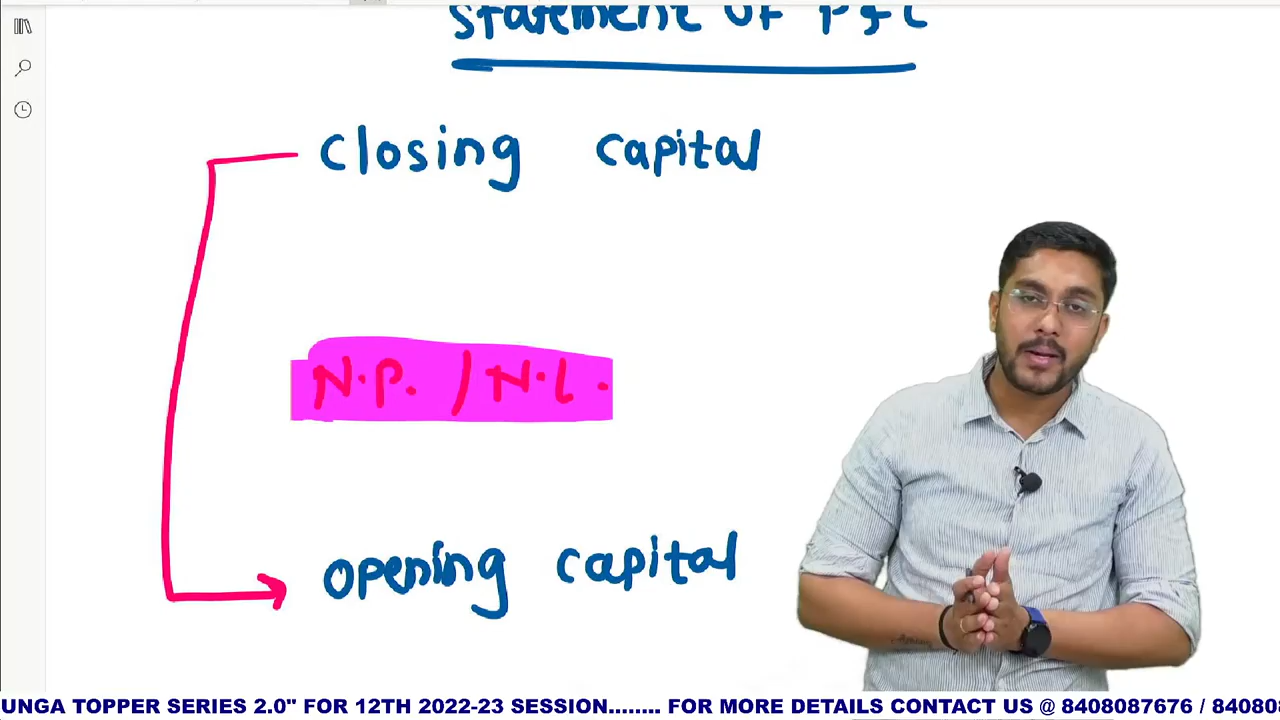 Statement of P&L
closing capital
N.P. / N.L.
opening capital
UNGA TOPPER SERIES 2.0" FOR 12TH 2022-23 SESSION........ FOR MORE DETAILS CONTACT US @ 8408087676 / 84080